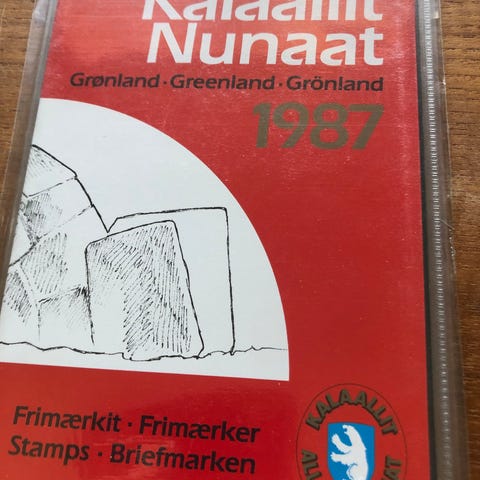 Kalaallit
Nunaat
Grønland · Greenland · Grönland
1987
Frimærkit · Frimærker
Stamps · Briefmarken
KALAALLIT